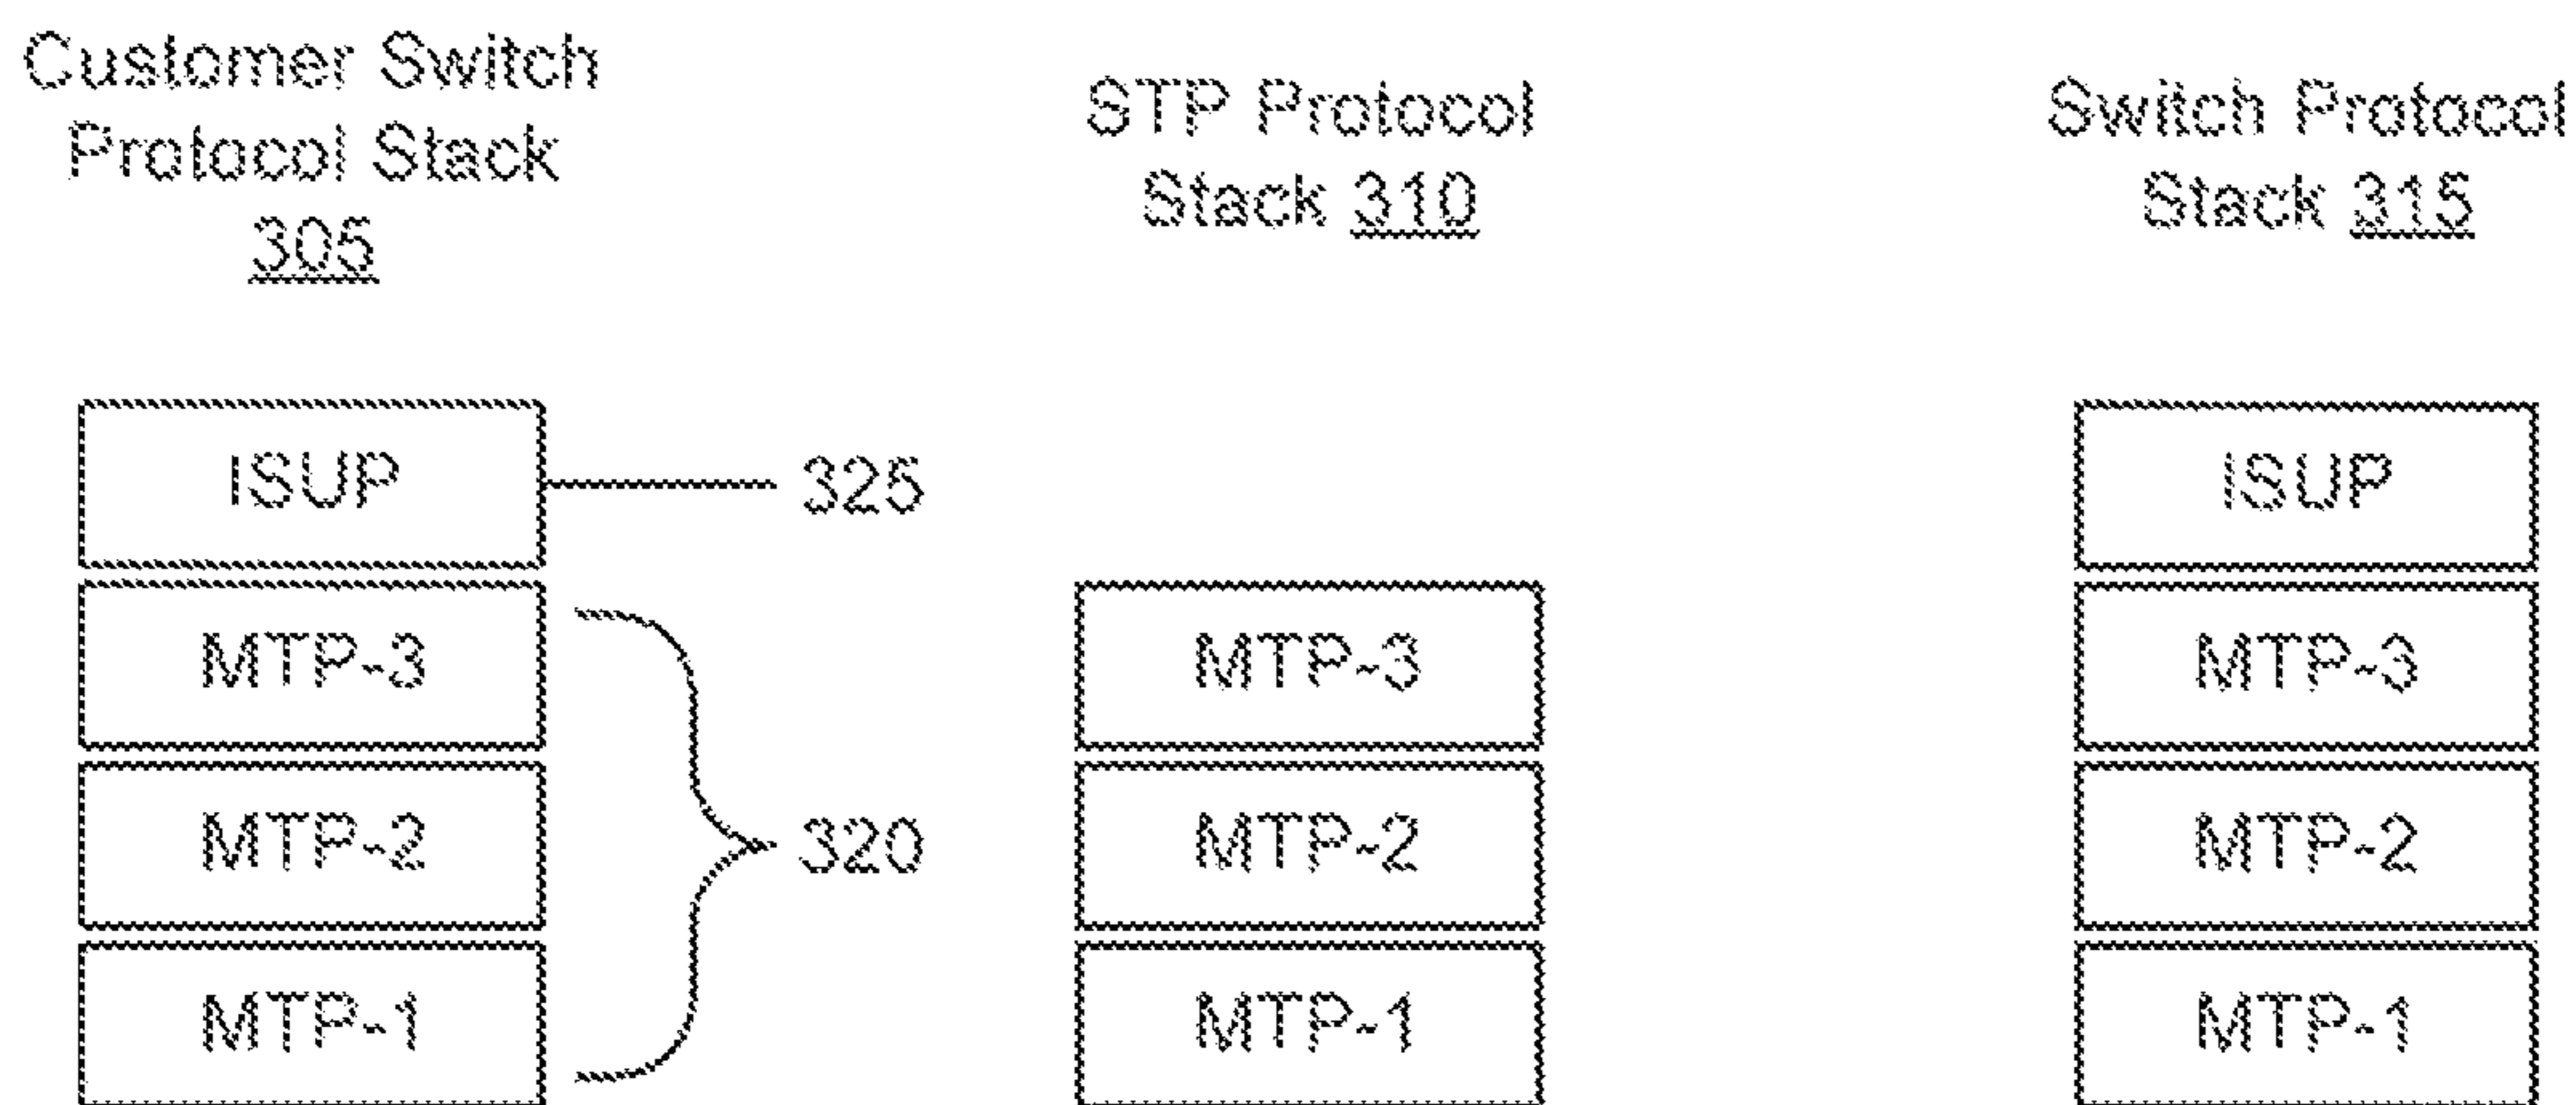 Customer Switch
Protocol Stack
305
STP Protocol
Stack 310
Switch Protocol
Stack 315
ISUP
325
ISUP
MTP-3
MTP-3
MTP-3
MTP-2
320
MTP-2
MTP-2
MTP-1
MTP-1
MTP-1